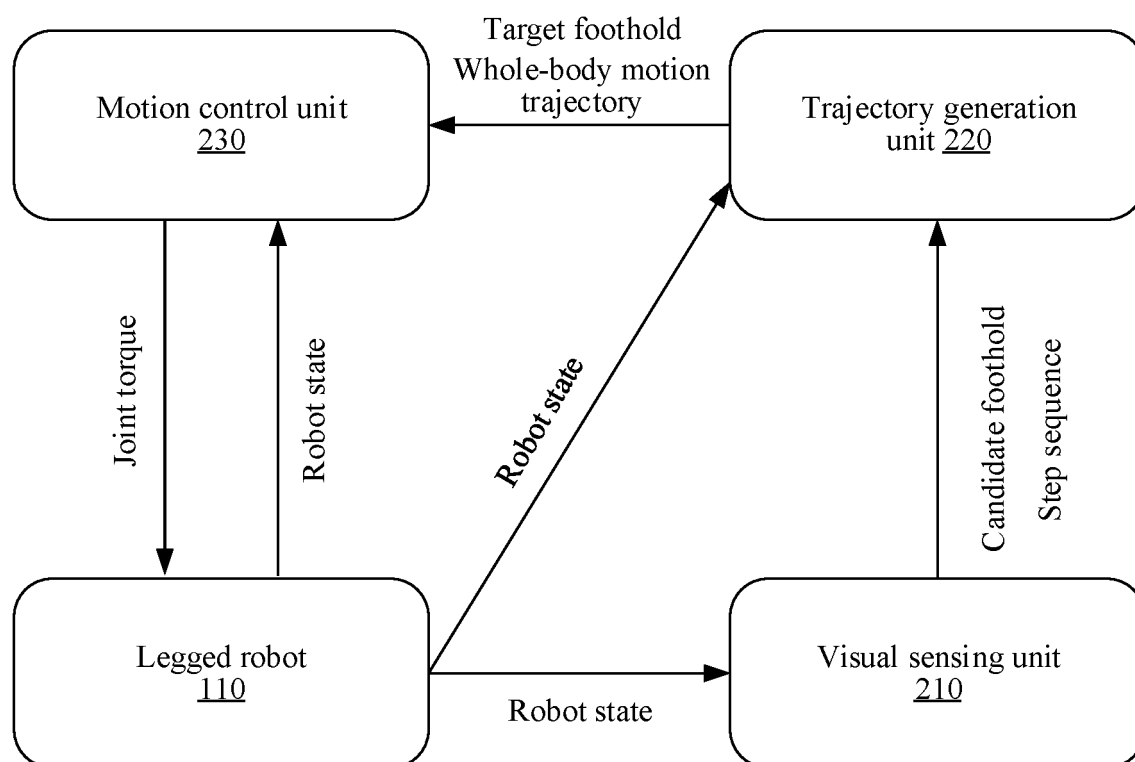 Target foothold
Whole-body motion
trajectory
Motion control unit
230
Trajectory generation
unit 220
Joint torque
Robot state
Robot state
Candidate foothold
Step sequence
Legged robot
110
Robot state
Visual sensing unit
210